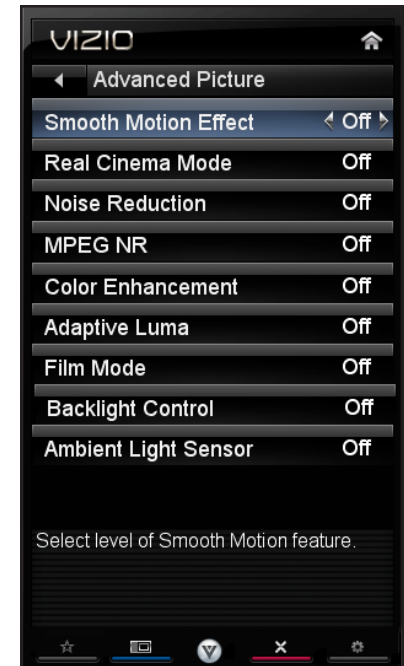 VIZIO
Advanced Picture
Smooth Motion Effect Off
Real Cinema Mode Off
Noise Reduction Off
MPEG NR Off
Color Enhancement Off
Adaptive Luma Off
Film Mode Off
Backlight Control Off
Ambient Light Sensor Off
Select level of Smooth Motion feature.
V